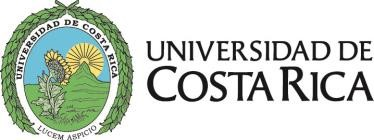 UNIVERSIDAD DE COSTA RICA
LUCEM ASPICIO
UNIVERSIDAD DE
COSTA RICA